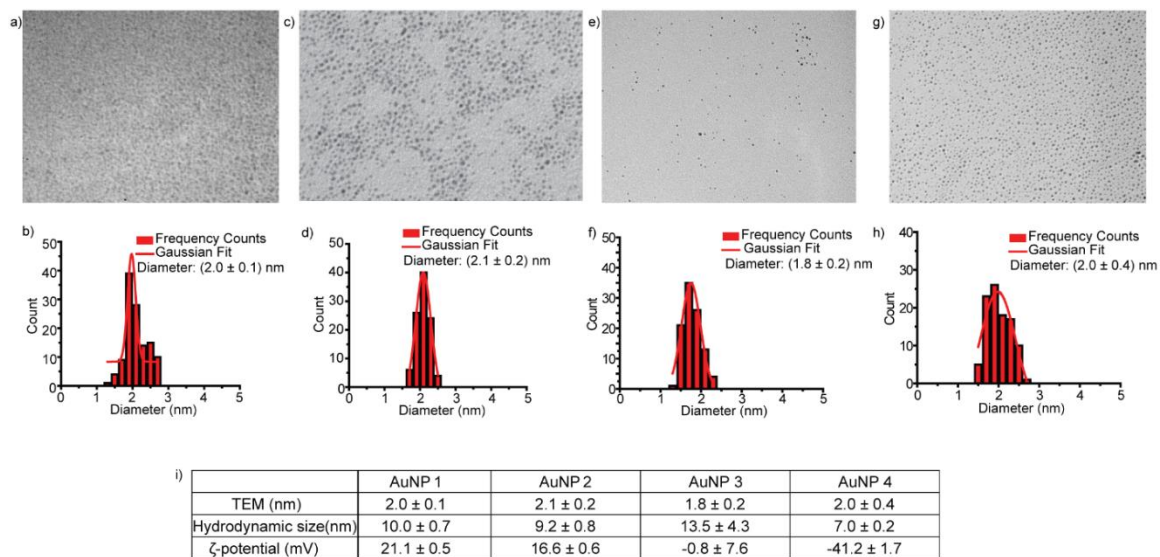 a)
c)
e)
g)
b)
Frequency Counts
Gaussian Fit
Diameter: (2.0 ± 0.1) nm
50
40
30
20
10
0
Count
0 1 2 3 4 5
Diameter (nm)
d)
Frequency Counts
Gaussian Fit
Diameter: (2.1 ± 0.2) nm
50
40
30
20
10
0
Count
0 1 2 3 4 5
Diameter (nm)
f)
Frequency Counts
Gaussian Fit
Diameter: (1.8 ± 0.2) nm
50
40
30
20
10
0
Count
0 1 2 3 4 5
Diameter (nm)
h)
Frequency Counts
Gaussian Fit
Diameter: (2.0 ± 0.4) nm
40
30
20
10
0
Count
0 1 2 3 4 5
Diameter (nm)
i)
AuNP 1 AuNP 2 AuNP 3 AuNP 4
TEM (nm) 2.0 ± 0.1 2.1 ± 0.2 1.8 ± 0.2 2.0 ± 0.4
Hydrodynamic size(nm) 10.0 ± 0.7 9.2 ± 0.8 13.5 ± 4.3 7.0 ± 0.2
ζ-potential (mV) 21.1 ± 0.5 16.6 ± 0.6 -0.8 ± 7.6 -41.2 ± 1.7